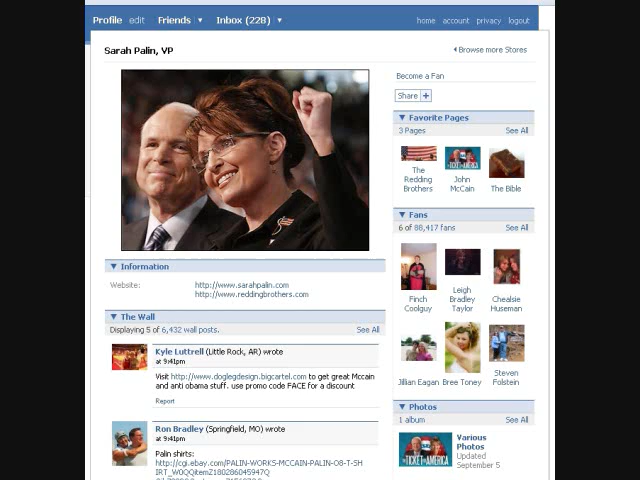 Profile edit Friends Inbox (228) home account privacy logout
Sarah Palin, VP
Browse more Stores
Become a Fan
Share +
Favorite Pages
3 Pages See All
The Redding Brothers
John McCain
The Bible
Fans
6 of 88,417 fans See All
Finch Coolguy
Leigh Bradley Taylor
Chealsie Huseman
Jillian Eagan
Bree Toney
Steven Folstein
Photos
1 album See All
Various Photos
Updated September 5
TICKET AMERICA
Information
Website: http://www.sarahpalin.com
http://www.reddingbrothers.com
The Wall
Displaying 5 of 6,432 wall posts. See All
Kyle Luttrell (Little Rock, AR) wrote
at 9:41pm
Visit http://www.doglegdesign.bigcartel.com to get great Mccain
and anti obama stuff. use promo code FACE for a discount
Report
Ron Bradley (Springfield, MO) wrote
at 9:41pm
Palin shirts:
http://cgi.ebay.com/PALIN-WORKS-MCCAIN-PALIN-08-T-SH
IRT_W0QQitemZ180286045947Q